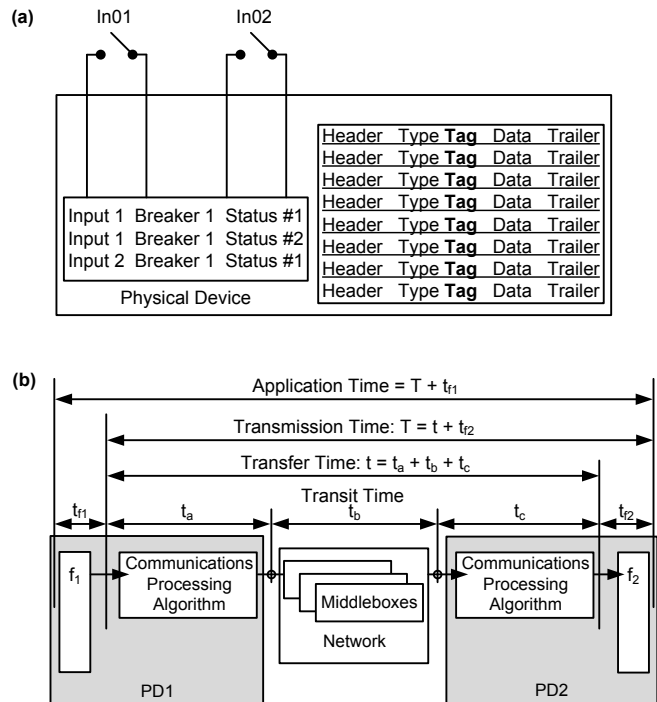 (a)
In01 In02
Header Type Tag Data Trailer
Header Type Tag Data Trailer
Header Type Tag Data Trailer
Header Type Tag Data Trailer
Header Type Tag Data Trailer
Header Type Tag Data Trailer
Header Type Tag Data Trailer
Header Type Tag Data Trailer
Input 1 Breaker 1 Status #1
Input 1 Breaker 1 Status #2
Input 2 Breaker 1 Status #1
Physical Device
(b)
Application Time = T + tf1
Transmission Time: T = t + tf2
Transfer Time: t = ta + tb + tc
Transit Time
tf1 ta tb tc tf2
f1
Communications
Processing
Algorithm
Middleboxes
Network
Communications
Processing
Algorithm
f2
PD1 PD2